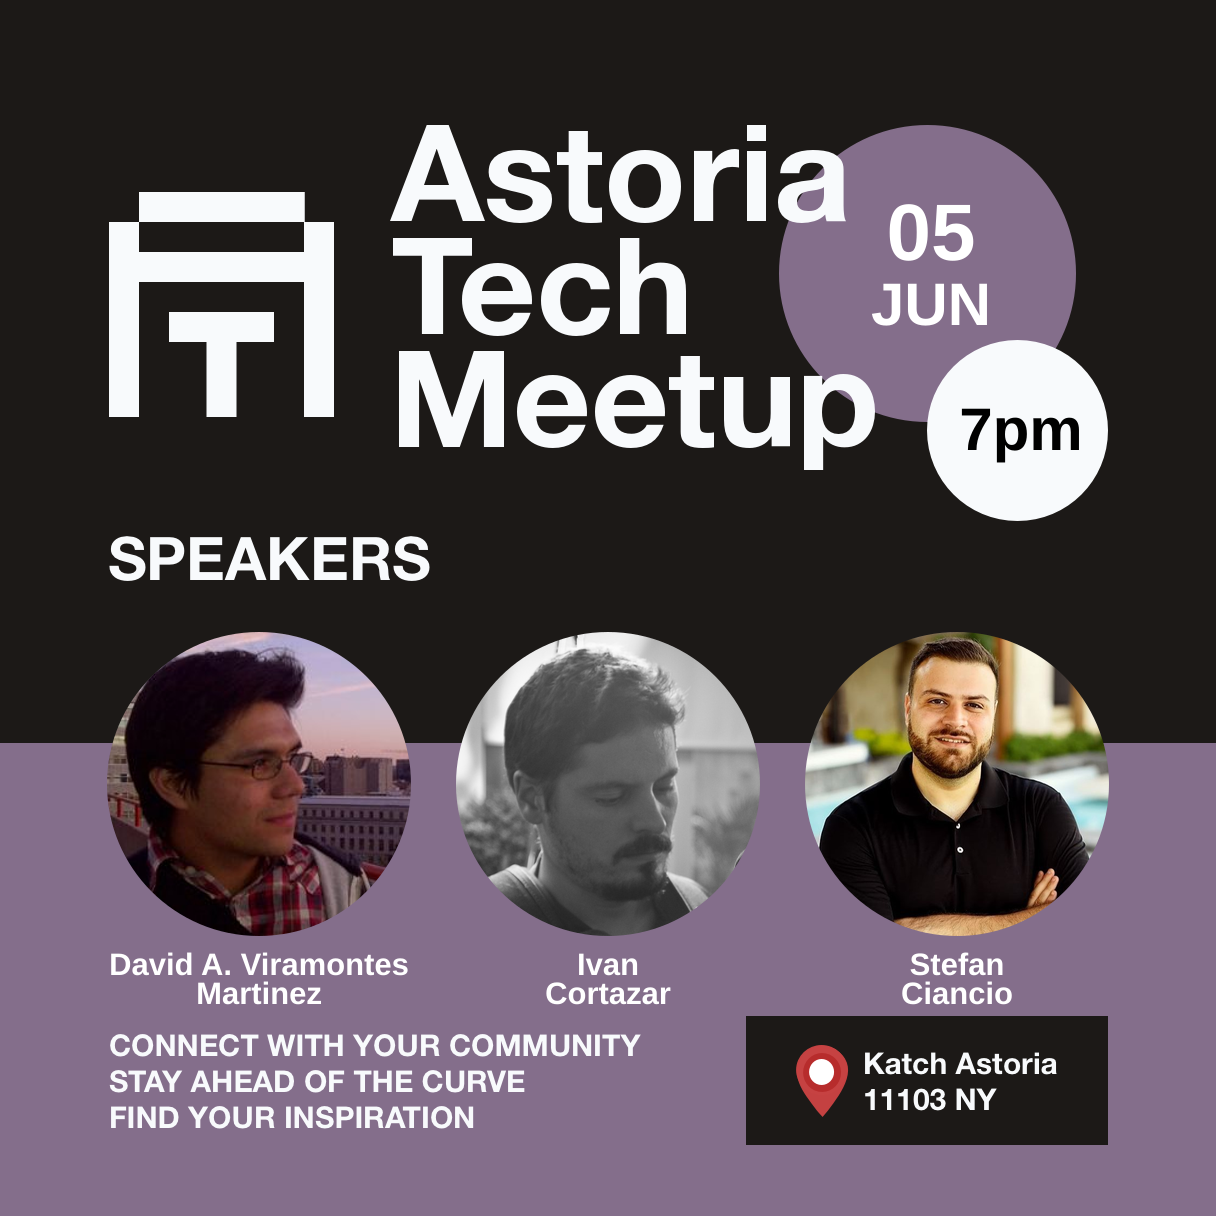 Astoria
Tech
Meetup
05
JUN
7pm
SPEAKERS
David A. Viramontes
Martinez
Ivan
Cortazar
Stefan
Ciancio
CONNECT WITH YOUR COMMUNITY
STAY AHEAD OF THE CURVE
FIND YOUR INSPIRATION
Katch Astoria
11103 NY